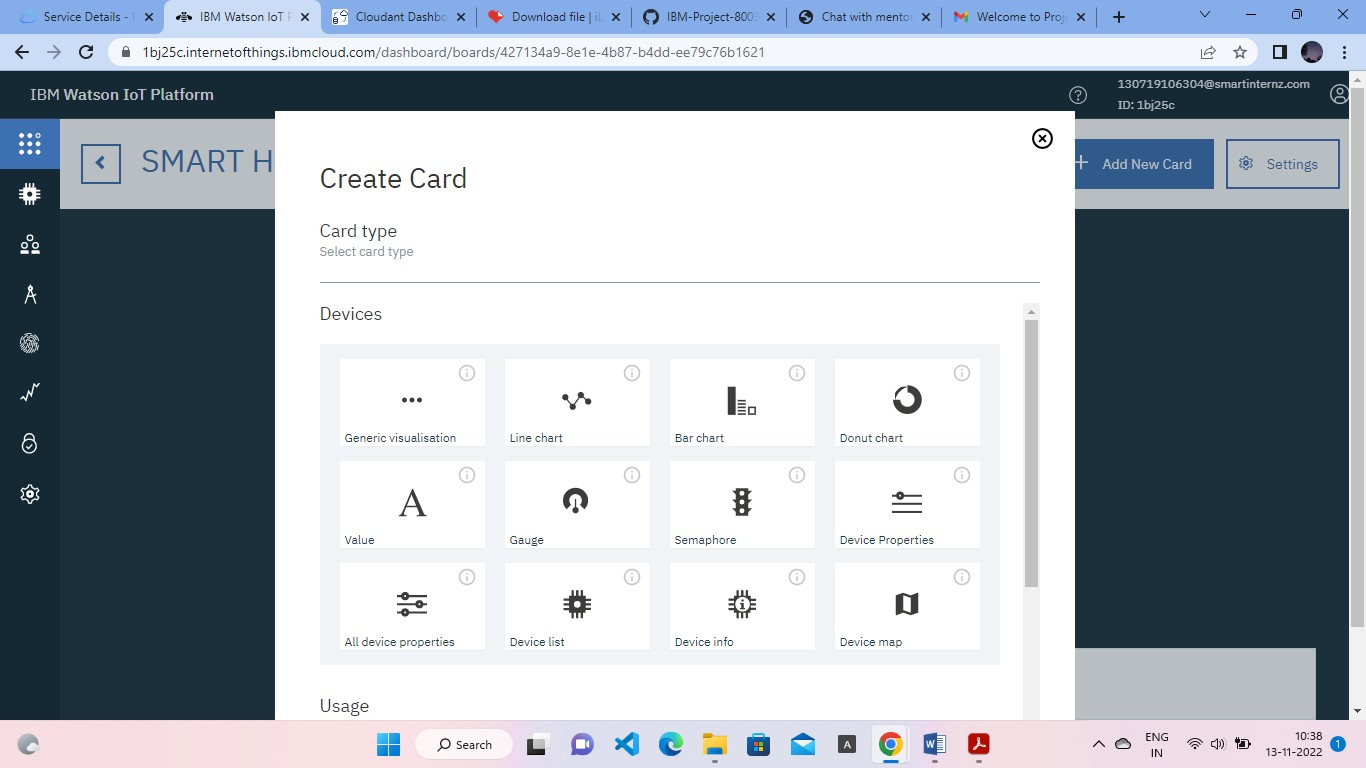 Service Details - I
IBM Watson IoT P
Cloudant Dashbo
Download file | iL
IBM-Project-8003
Chat with mento
Welcome to Proj
1bj25c.internetofthings.ibmcloud.com/dashboard/boards/427134a9-8e1e-4b87-b4dd-ee79c76b1621
IBM Watson IoT Platform
130719106304@smartinternz.com
ID: 1bj25c
SMART H
Add New Card
Settings
Create Card
Card type
Select card type
Devices
Generic visualisation
Line chart
Bar chart
Donut chart
A
Value
Gauge
Semaphore
Device Properties
All device properties
Device list
Device info
Device map
Usage
Search
A
ENG
IN
10:38
13-11-2022
1